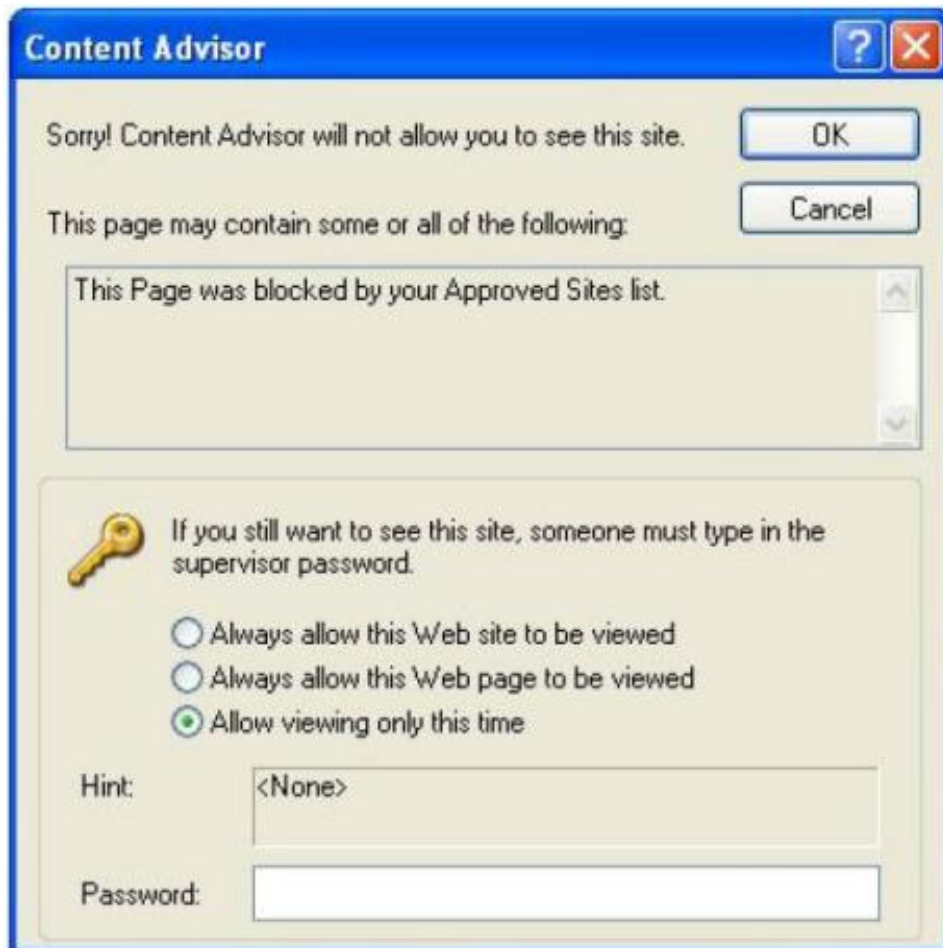 Content Advisor
Sorry! Content Advisor will not allow you to see this site.
OK
Cancel
This page may contain some or all of the following:
This Page was blocked by your Approved Sites list.
If you still want to see this site, someone must type in the
supervisor password.
Always allow this Web site to be viewed
Always allow this Web page to be viewed
Allow viewing only this time
Hint:
<None>
Password: